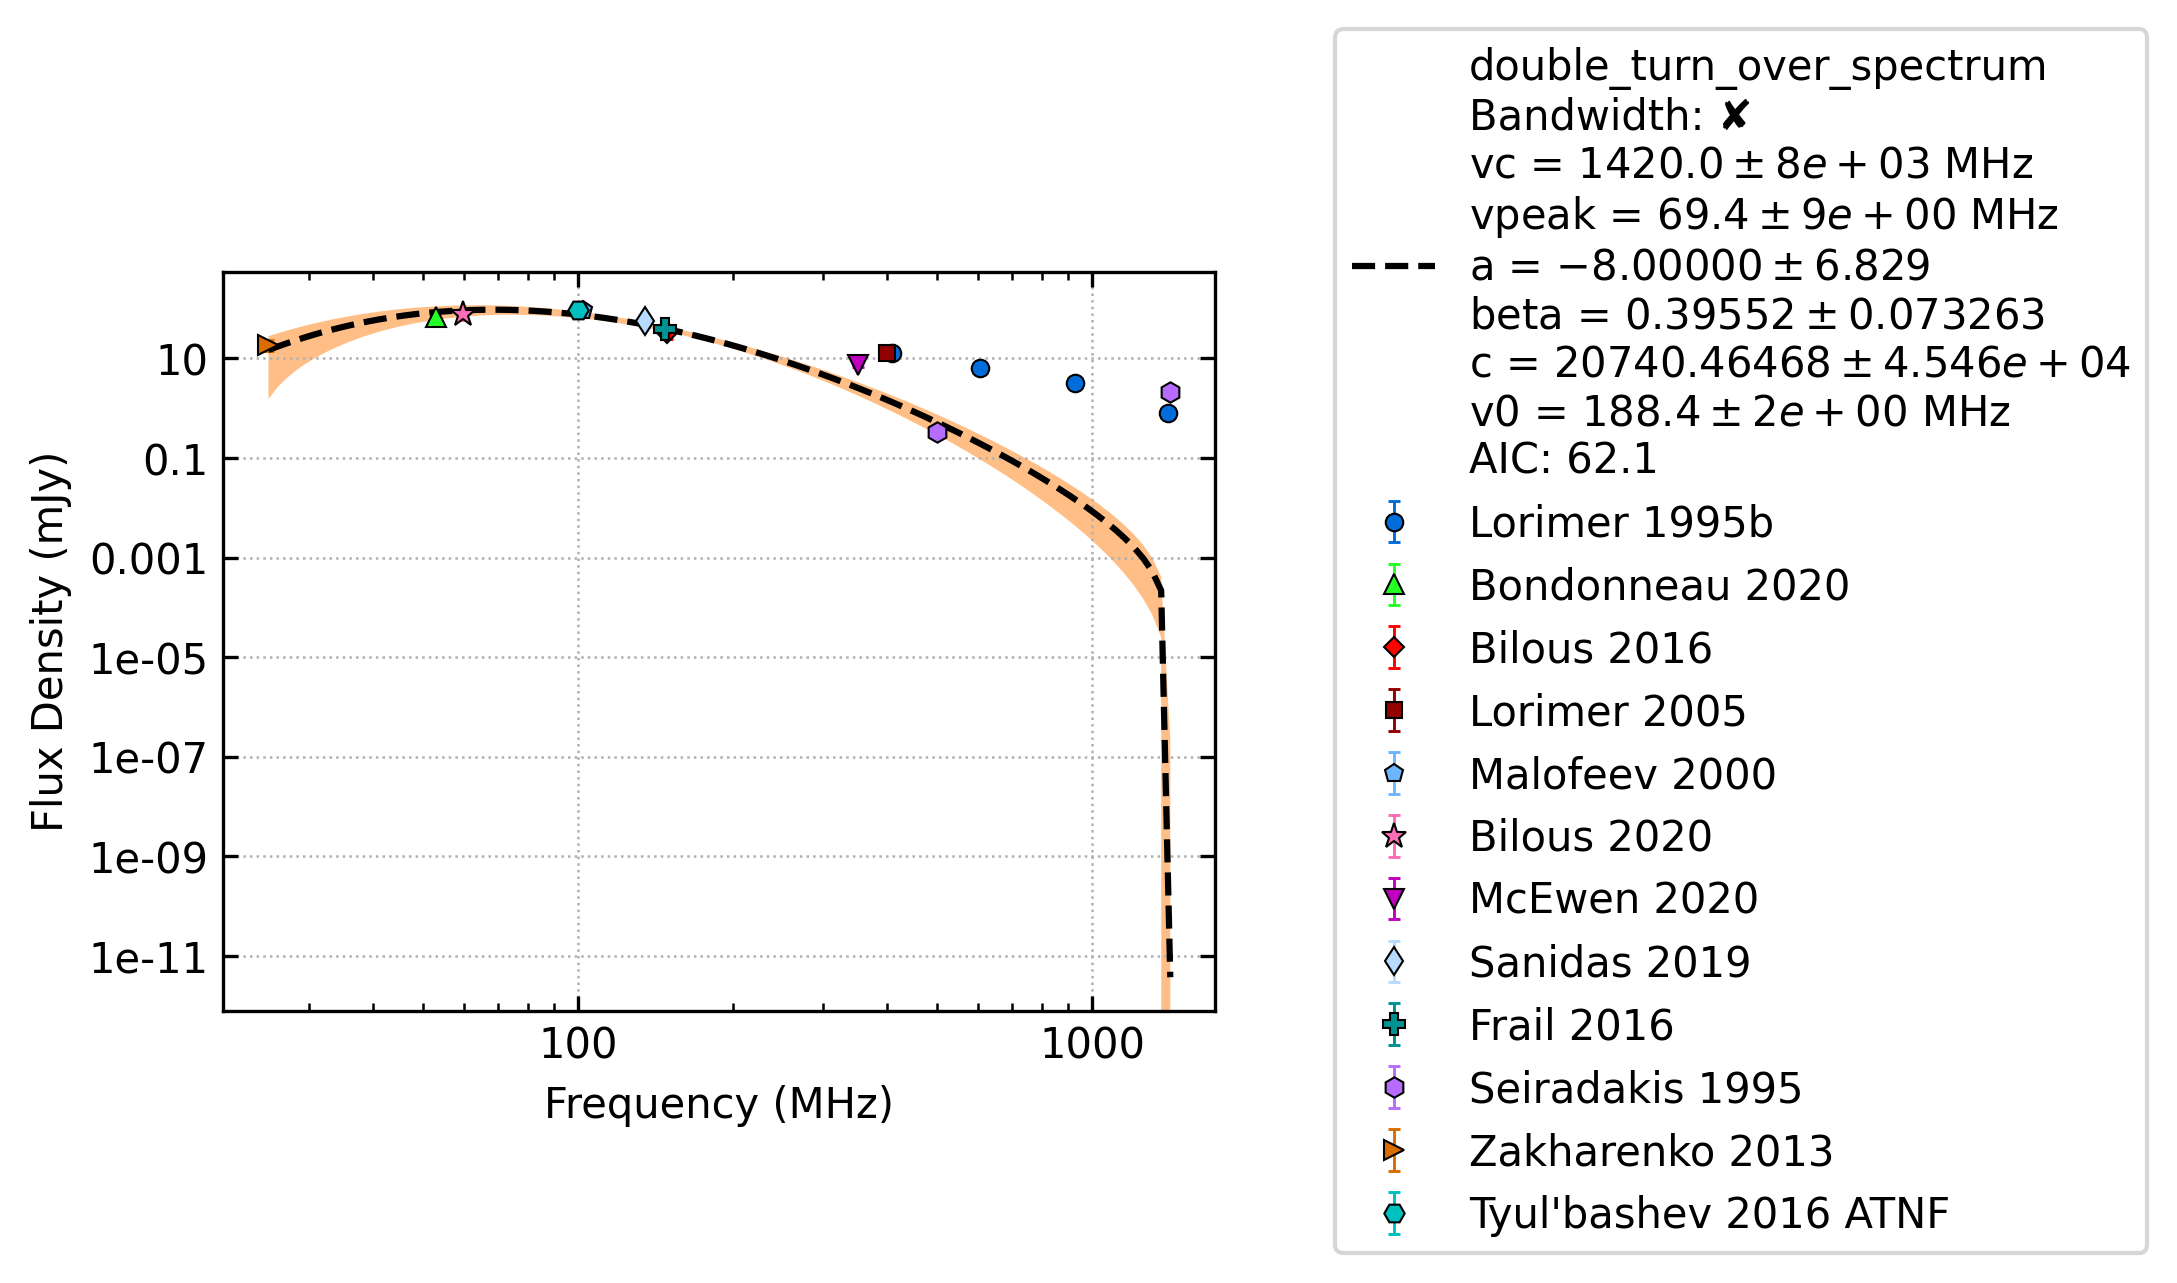 Flux Density (mJy)
10
0.1
0.001
1e-05
1e-07
1e-09
1e-11
100
1000
Frequency (MHz)
double_turn_over_spectrum
Bandwidth: ✘
vc = 1420.0 ± 8e + 03 MHz
vpeak = 69.4 ± 9e + 00 MHz
a = −8.00000 ± 6.829
beta = 0.39552 ± 0.073263
c = 20740.46468 ± 4.546e + 04
v0 = 188.4 ± 2e + 00 MHz
AIC: 62.1
Lorimer 1995b
Bondonneau 2020
Bilous 2016
Lorimer 2005
Malofeev 2000
Bilous 2020
McEwen 2020
Sanidas 2019
Frail 2016
Seiradakis 1995
Zakharenko 2013
Tyul'bashev 2016 ATNF